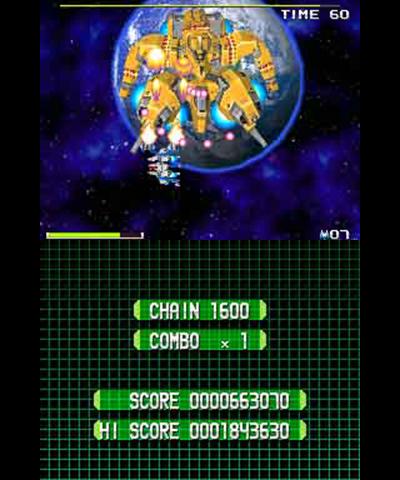 TIME 60
07
CHAIN 1600
COMBO × 1
SCORE 0000663070
HI SCORE 0001843630